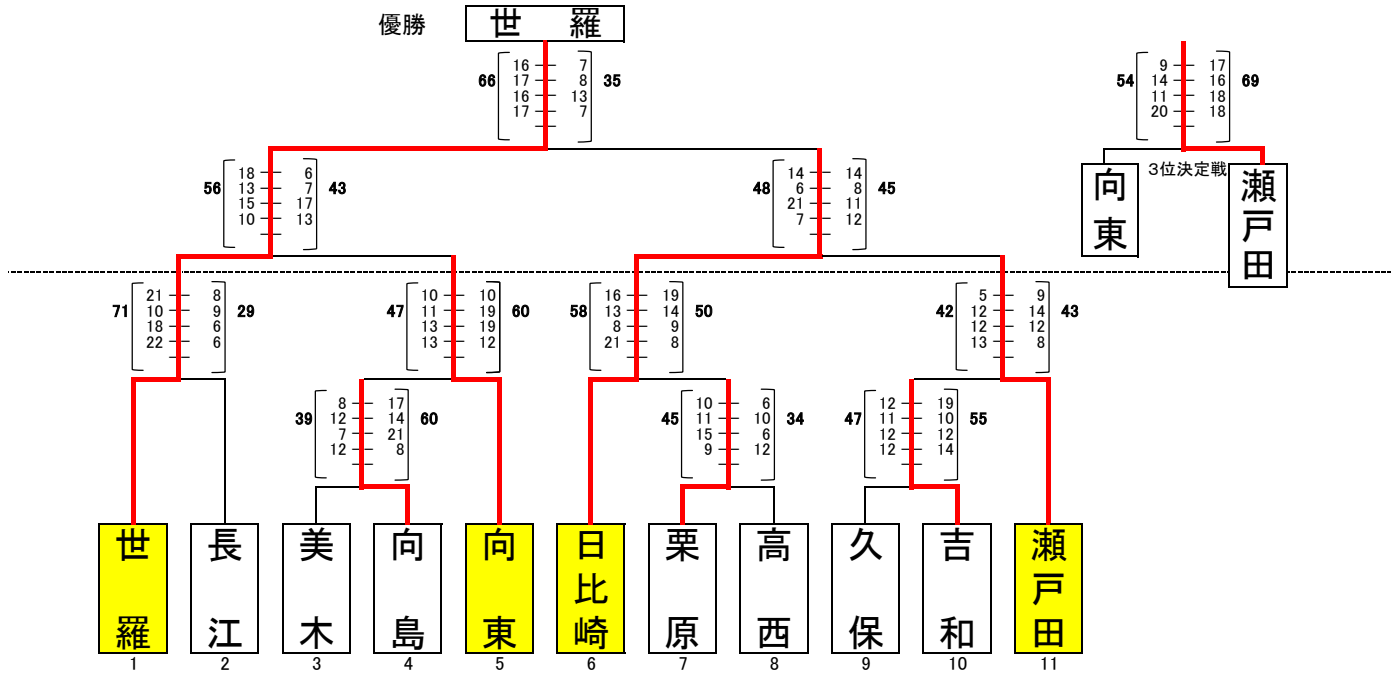 優勝 世 羅
66 16 7 35
17 8
16 13
17 7
54 9 17 69
14 16
11 18
20 18
3位決定戦
向東
瀬戸田
56 18 6 43
13 7
15 17
10 13
48 14 14 45
6 8
21 11
7 12
71 21 8 29
10 9
18 6
22 6
47 10 10 60
11 19
13 19
13 12
58 16 19 50
13 14
8 9
21 8
42 5 9 43
12 14
12 12
13 8
39 8 17 60
12 14
7 21
12 8
45 10 6 34
11 10
15 6
9 12
47 12 19 55
11 10
12 12
12 14
世羅
長江
美木
向島
向東
日比崎
栗原
高西
久保
吉和
瀬戸田
1 2 3 4 5 6 7 8 9 10 11